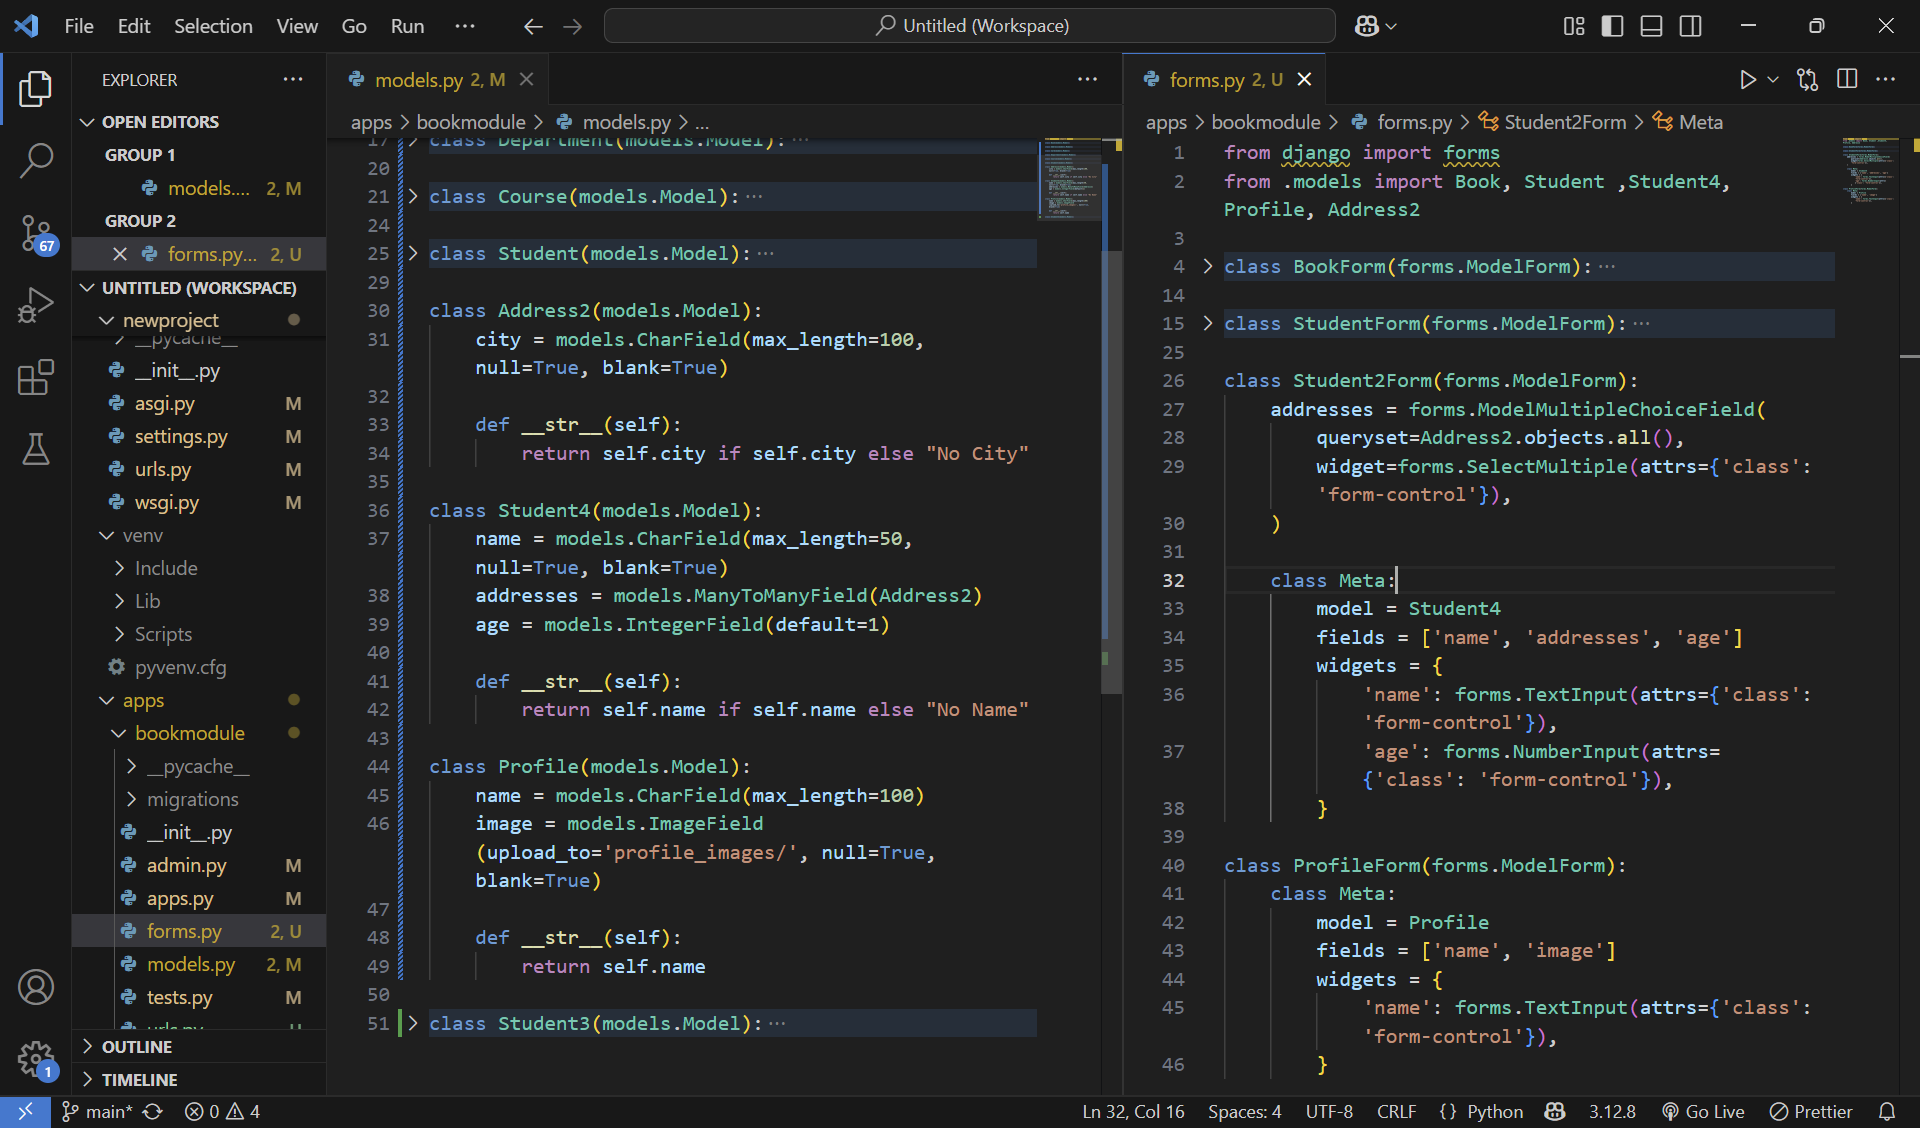 File Edit Selection View Go Run ··· Untitled (Workspace)
EXPLORER ···
OPEN EDITORS
GROUP 1
models.... 2, M
GROUP 2
forms.py... 2, U
UNTITLED (WORKSPACE)
newproject
__pycache__
__init__.py
asgi.py M
settings.py M
urls.py M
wsgi.py M
venv
Include
Lib
Scripts
pyvenv.cfg
apps
bookmodule
__pycache__
migrations
__init__.py
admin.py M
apps.py M
forms.py 2, U
models.py 2, M
tests.py M
urls.py U
OUTLINE
TIMELINE
67
1
models.py 2, M ···
apps > bookmodule > models.py > ...
17 class Department(models.Model):···
20
21 class Course(models.Model):···
24
25 class Student(models.Model):···
29
30 class Address2(models.Model):
31 city = models.CharField(max_length=100,
null=True, blank=True)
32
33 def __str__(self):
34 return self.city if self.city else "No City"
35
36 class Student4(models.Model):
37 name = models.CharField(max_length=50,
null=True, blank=True)
38 addresses = models.ManyToManyField(Address2)
39 age = models.IntegerField(default=1)
40
41 def __str__(self):
42 return self.name if self.name else "No Name"
43
44 class Profile(models.Model):
45 name = models.CharField(max_length=100)
46 image = models.ImageField
(upload_to='profile_images/', null=True,
blank=True)
47
48 def __str__(self):
49 return self.name
50
51 class Student3(models.Model):···
forms.py 2, U ···
apps > bookmodule > forms.py > Student2Form > Meta
1 from django import forms
2 from .models import Book, Student ,Student4,
Profile, Address2
3
4 class BookForm(forms.ModelForm):···
14
15 class StudentForm(forms.ModelForm):···
25
26 class Student2Form(forms.ModelForm):
27 addresses = forms.ModelMultipleChoiceField(
28 queryset=Address2.objects.all(),
29 widget=forms.SelectMultiple(attrs={'class':
'form-control'}),
30 )
31
32 class Meta:
33 model = Student4
34 fields = ['name', 'addresses', 'age']
35 widgets = {
36 'name': forms.TextInput(attrs={'class':
'form-control'}),
37 'age': forms.NumberInput(attrs=
{'class': 'form-control'}),
38 }
39
40 class ProfileForm(forms.ModelForm):
41 class Meta:
42 model = Profile
43 fields = ['name', 'image']
44 widgets = {
45 'name': forms.TextInput(attrs={'class':
'form-control'}),
46 }
main* 0 4 Ln 32, Col 16 Spaces: 4 UTF-8 CRLF {} Python 3.12.8 Go Live Prettier